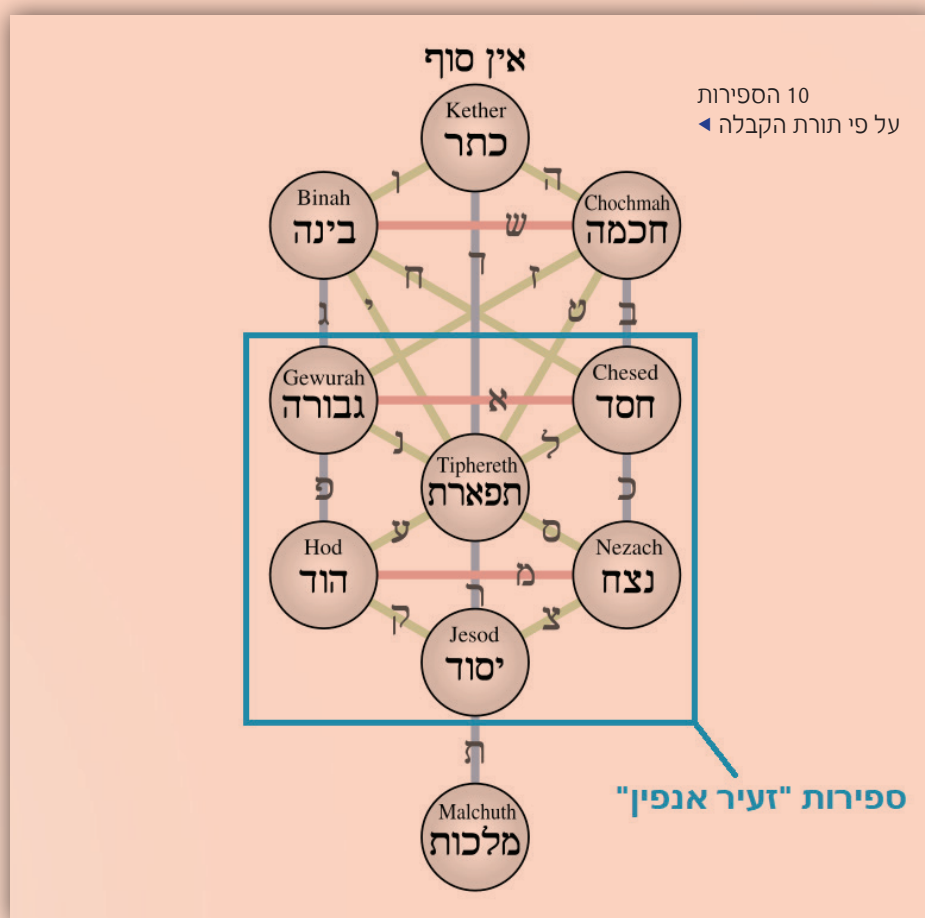 אין סוף
10 הספירות
על פי תורת הקבלה
Kether
כתר
ו
ה
Binah
בינה
Chochmah
חכמה
ש
ד
ח
ז
ג
י
ט
ב
Gewurah
גבורה
Chesed
חסד
א
נ
ל
Tiphereth
תפארת
פ
כ
ע
ס
Hod
הוד
Nezach
נצח
מ
ר
ק
צ
Jesod
יסוד
ת
ספירות "זעיר אנפין"
Malchuth
מלכות